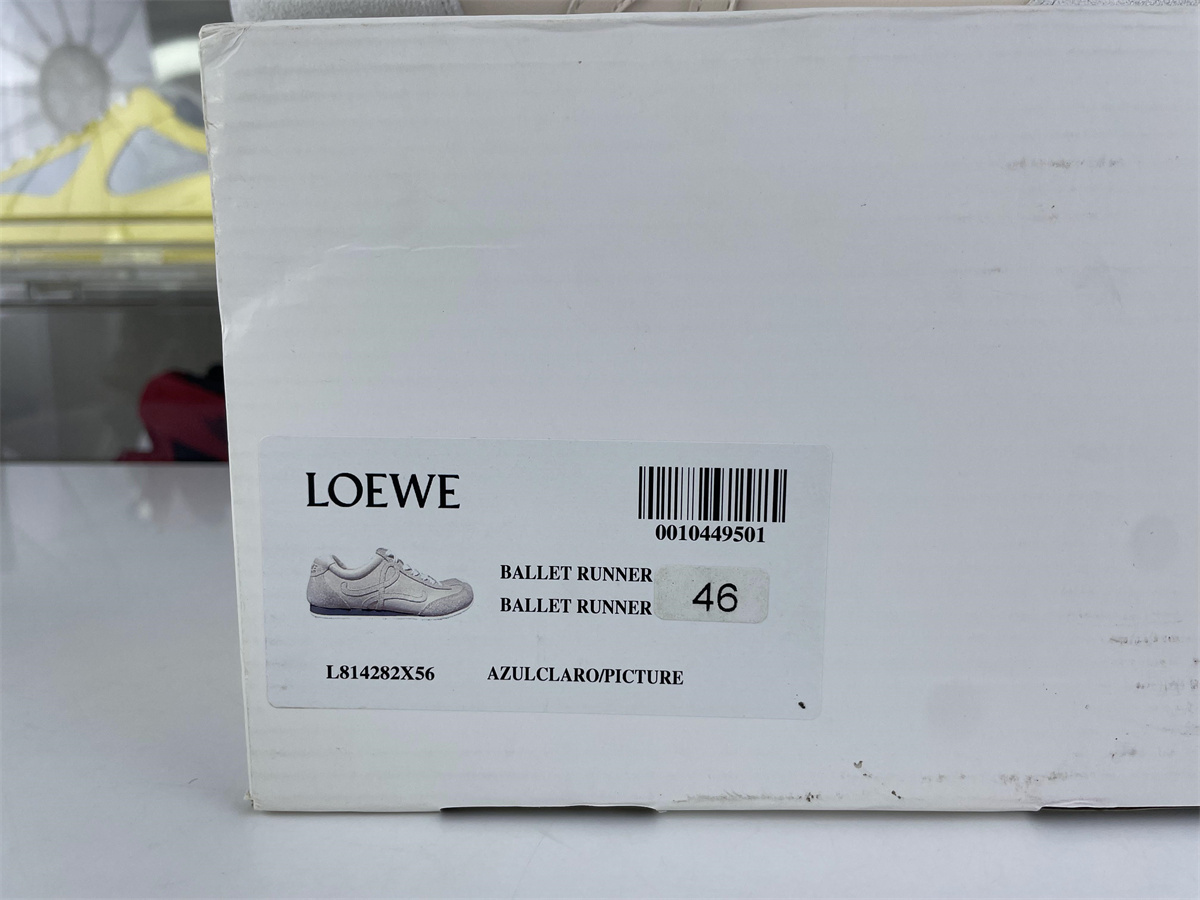 LOEWE
0010449501
BALLET RUNNER
BALLET RUNNER
46
L814282X56 AZULCLARO/PICTURE